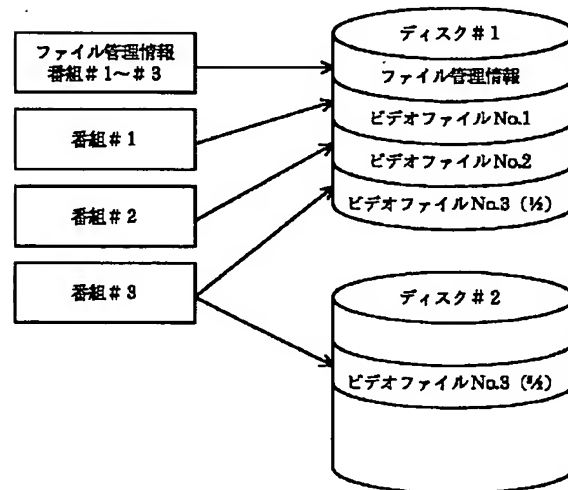 ファイル管理情報
番組#1~#3
番組#1
番組#2
番組#3
ディスク#1
ファイル管理情報
ビデオファイルNo.1
ビデオファイルNo.2
ビデオファイルNo.3 (½)
ディスク#2
ビデオファイルNo.3 (²⁄₂)